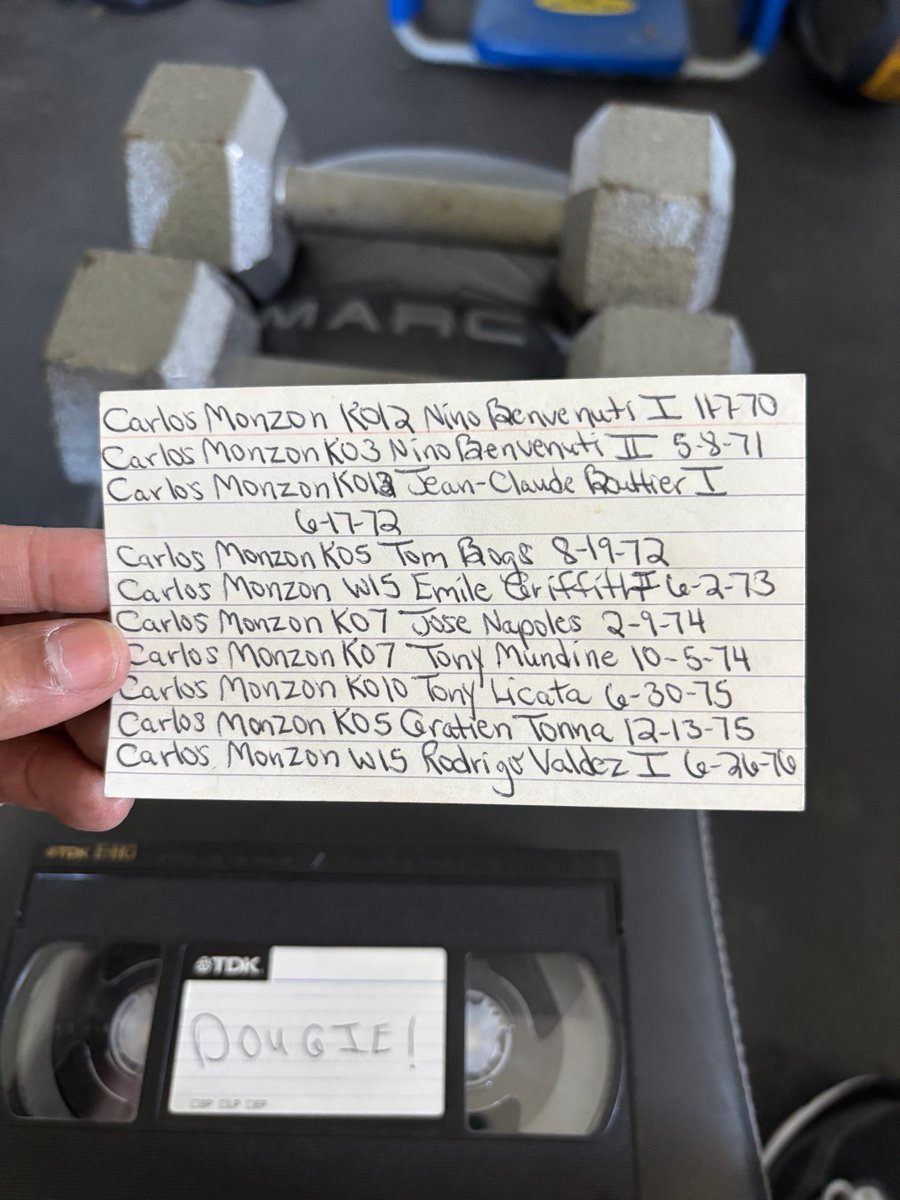 MARC
Carlos Monzon KO12 Nino Benvenuti I 11-7-70
Carlos Monzon KO3 Nino Benvenuti II 5-8-71
Carlos Monzon KO13 Jean-Claude Bouttier I
6-17-72
Carlos Monzon KO5 Tom Bogs 8-19-72
Carlos Monzon W15 Emile Griffith II 6-2-73
Carlos Monzon KO7 Jose Napoles 2-9-74
Carlos Monzon KO7 Tony Mundine 10-5-74
Carlos Monzon KO10 Tony Licata 6-30-75
Carlos Monzon KO5 Gratien Tonna 12-13-75
Carlos Monzon W15 Rodrigo Valdez I 6-26-76
TDK
TDK
DOUGIE!